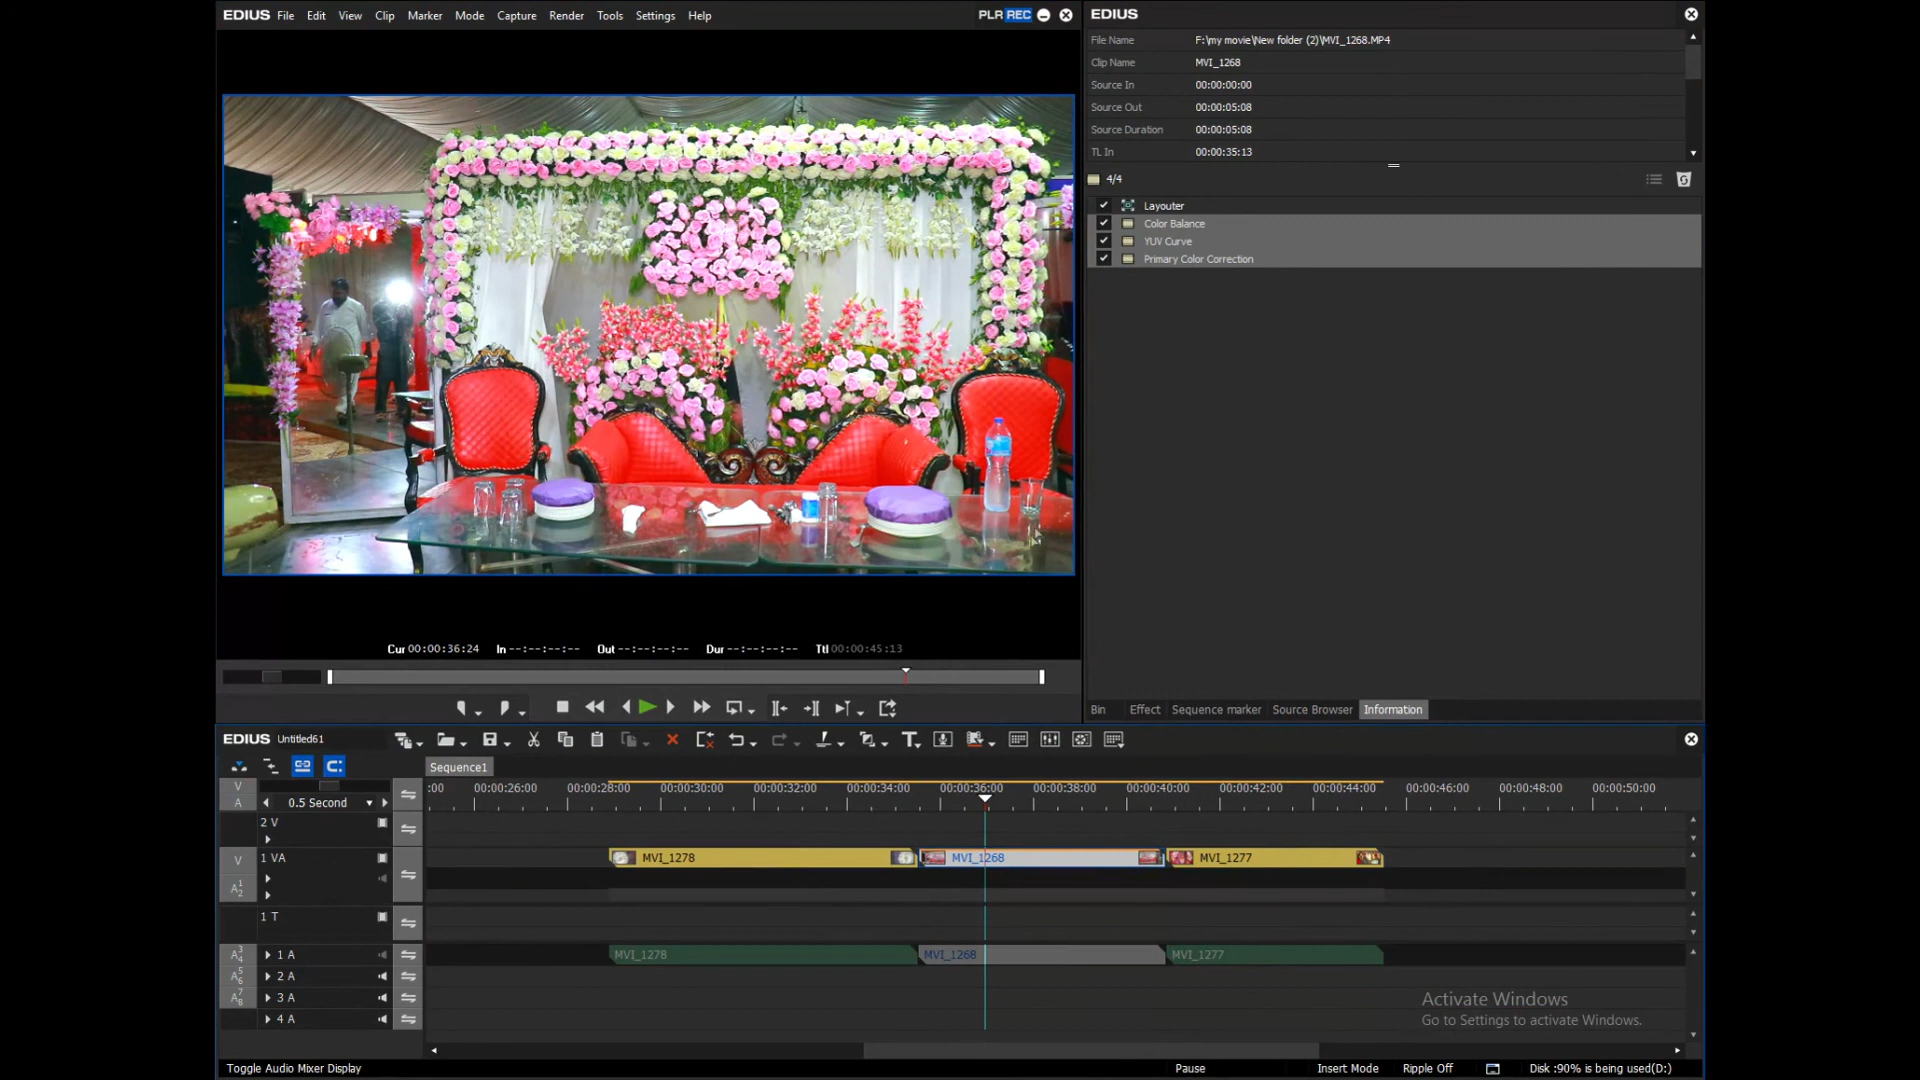 EDIUS File Edit View Clip Marker Mode Capture Render Tools Settings Help PLR REC
EDIUS
File Name F:\my movie\New folder (2)\MVI_1268.MP4
Clip Name MVI_1268
Source In 00:00:00:00
Source Out 00:00:05:08
Source Duration 00:00:05:08
TL In 00:00:35:13
4/4
Layouter
Color Balance
YUV Curve
Primary Color Correction
Cur 00:00:36:24 In --:--:--:-- Out --:--:--:-- Dur --:--:--:-- Ttl 00:00:45:13
Bin Effect Sequence marker Source Browser Information
EDIUS Untitled61
Sequence1
V
A 0.5 Second
:00 00:00:26:00 00:00:28:00 00:00:30:00 00:00:32:00 00:00:34:00 00:00:36:00 00:00:38:00 00:00:40:00 00:00:42:00 00:00:44:00 00:00:46:00 00:00:48:00 00:00:50:00
2 V
V 1 VA MVI_1278 MVI_1268 MVI_1277
A 1 2
1 T
A 3 4 1 A MVI_1278 MVI_1268 MVI_1277
A 5 6 2 A
A 7 8 3 A
4 A
Activate Windows
Go to Settings to activate Windows.
Toggle Audio Mixer Display Pause Insert Mode Ripple Off Disk :90% is being used(D:)